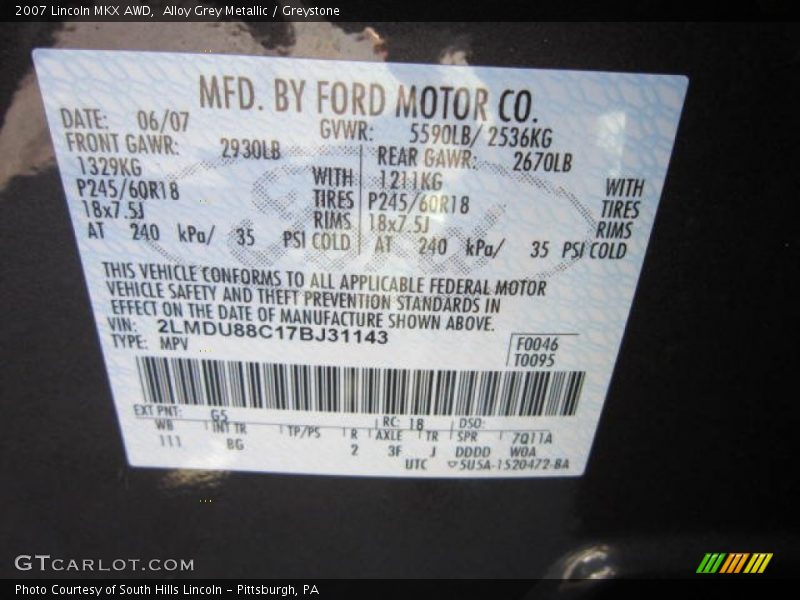 2007 Lincoln MKX AWD, Alloy Grey Metallic / Greystone
MFD. BY FORD MOTOR CO.
DATE: 06/07 GVWR: 5590LB/ 2536KG
FRONT GAWR: 2930LB REAR GAWR: 2670LB
1329KG WITH 1211KG WITH
P245/60R18 TIRES P245/60R18 TIRES
18x7.5J RIMS 18x7.5J RIMS
AT 240 kPa/ 35 PSI COLD AT 240 kPa/ 35 PSI COLD
THIS VEHICLE CONFORMS TO ALL APPLICABLE FEDERAL MOTOR
VEHICLE SAFETY AND THEFT PREVENTION STANDARDS IN
EFFECT ON THE DATE OF MANUFACTURE SHOWN ABOVE.
VIN: 2LMDU88C17BJ31143
TYPE: MPV
F0046
T0095
EXT PNT: G5 RC: 18 DSO:
WB INT TR TP/PS R AXLE TR SPR 7Q11A
111 BG 2 3F J DDDD W0A
UTC 5U5A-1520472-BA
GTCARLOT.COM
Photo Courtesy of South Hills Lincoln - Pittsburgh, PA